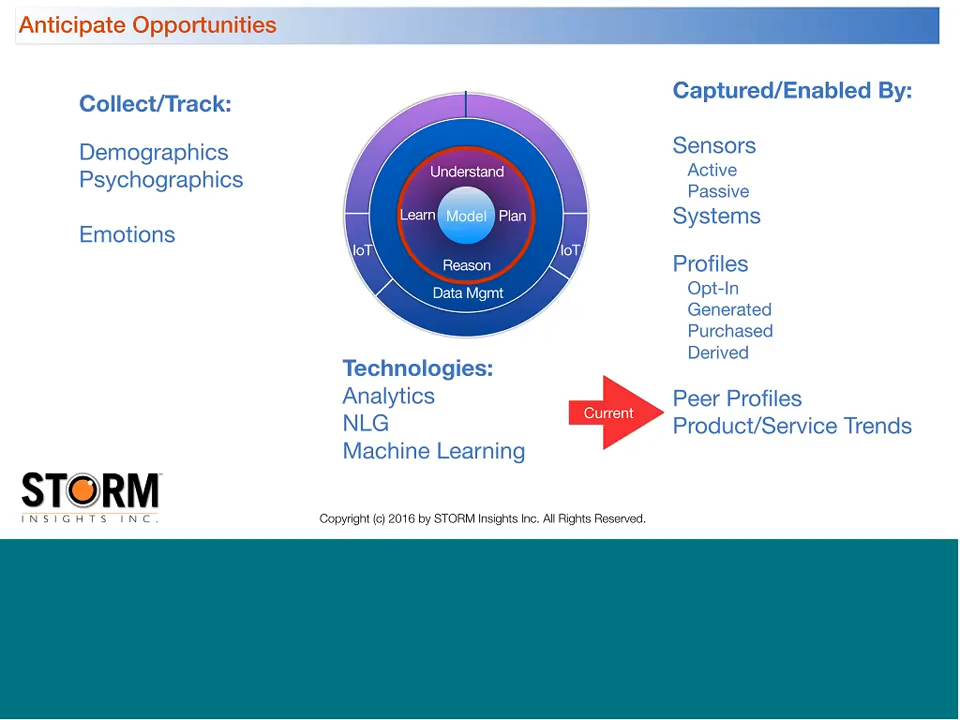 Anticipate Opportunities
Collect/Track:
Demographics
Psychographics
Emotions
Understand
Learn
Model
Plan
IoT
IoT
Reason
Data Mgmt
Technologies:
Analytics
NLG
Machine Learning
Captured/Enabled By:
Sensors
Active
Passive
Systems
Profiles
Opt-In
Generated
Purchased
Derived
Current
Peer Profiles
Product/Service Trends
STORM
INSIGHTS INC.
Copyright (c) 2016 by STORM Insights Inc. All Rights Reserved.